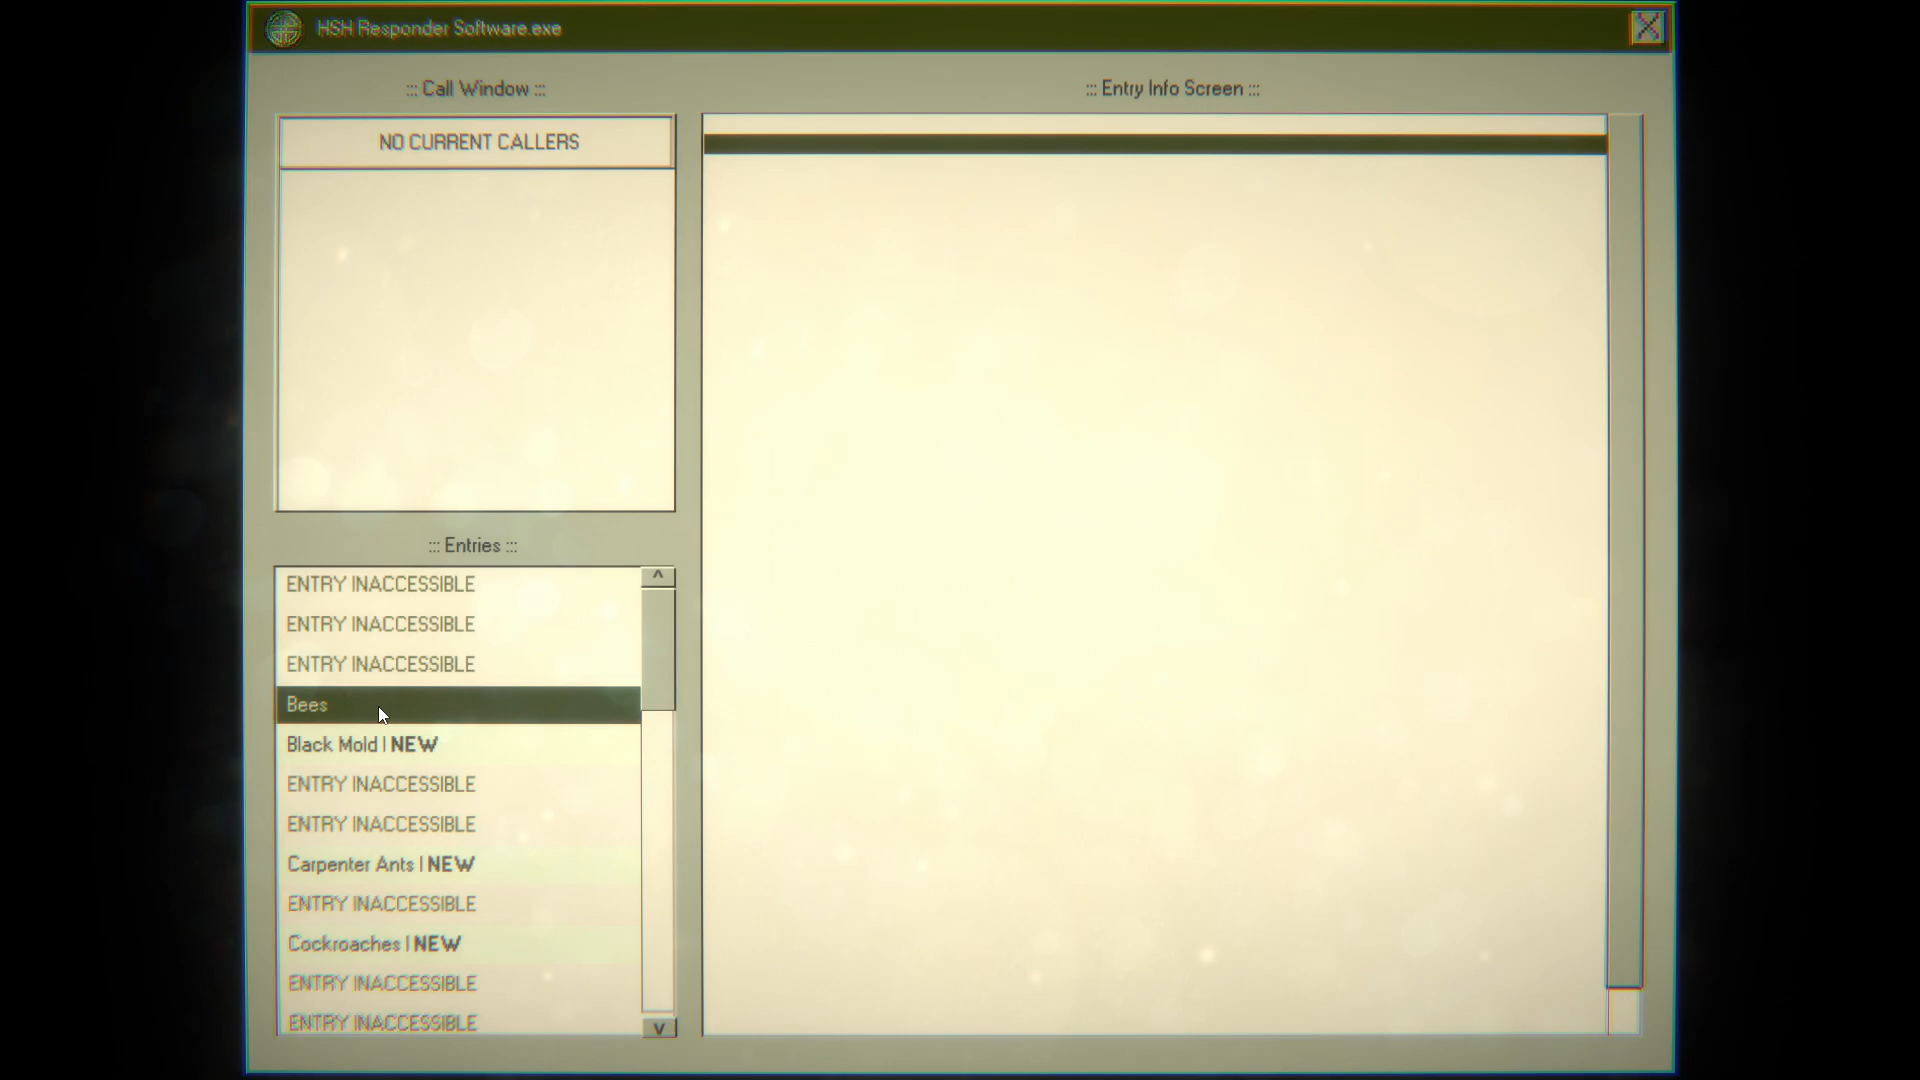 HSH Responder Software.exe
::: Call Window :::
NO CURRENT CALLERS
::: Entries :::
ENTRY INACCESSIBLE
ENTRY INACCESSIBLE
ENTRY INACCESSIBLE
Bees
Black Mold | NEW
ENTRY INACCESSIBLE
ENTRY INACCESSIBLE
Carpenter Ants | NEW
ENTRY INACCESSIBLE
Cockroaches | NEW
ENTRY INACCESSIBLE
ENTRY INACCESSIBLE
::: Entry Info Screen :::